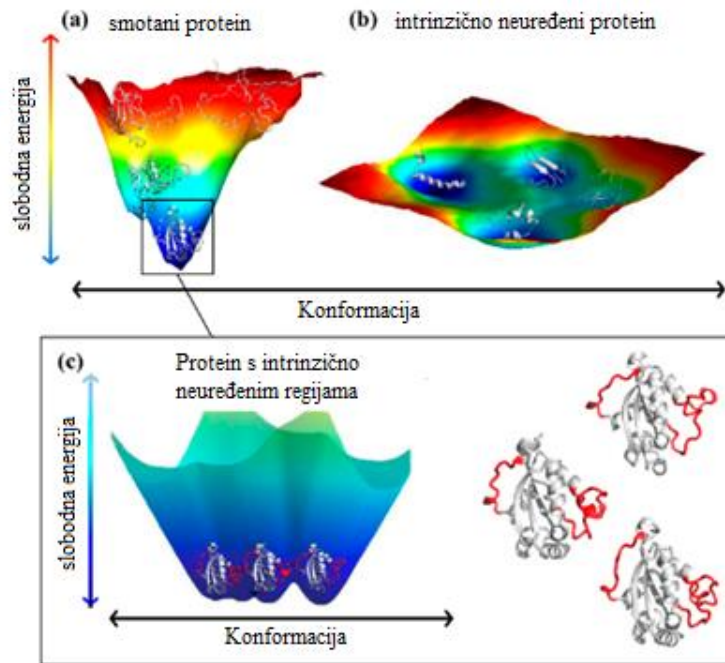 (a) smotani protein
(b) intrinzično neuređeni protein
slobodna energija
Konformacija
(c) Protein s intrinzično
neuređenim regijama
slobodna energija
Konformacija